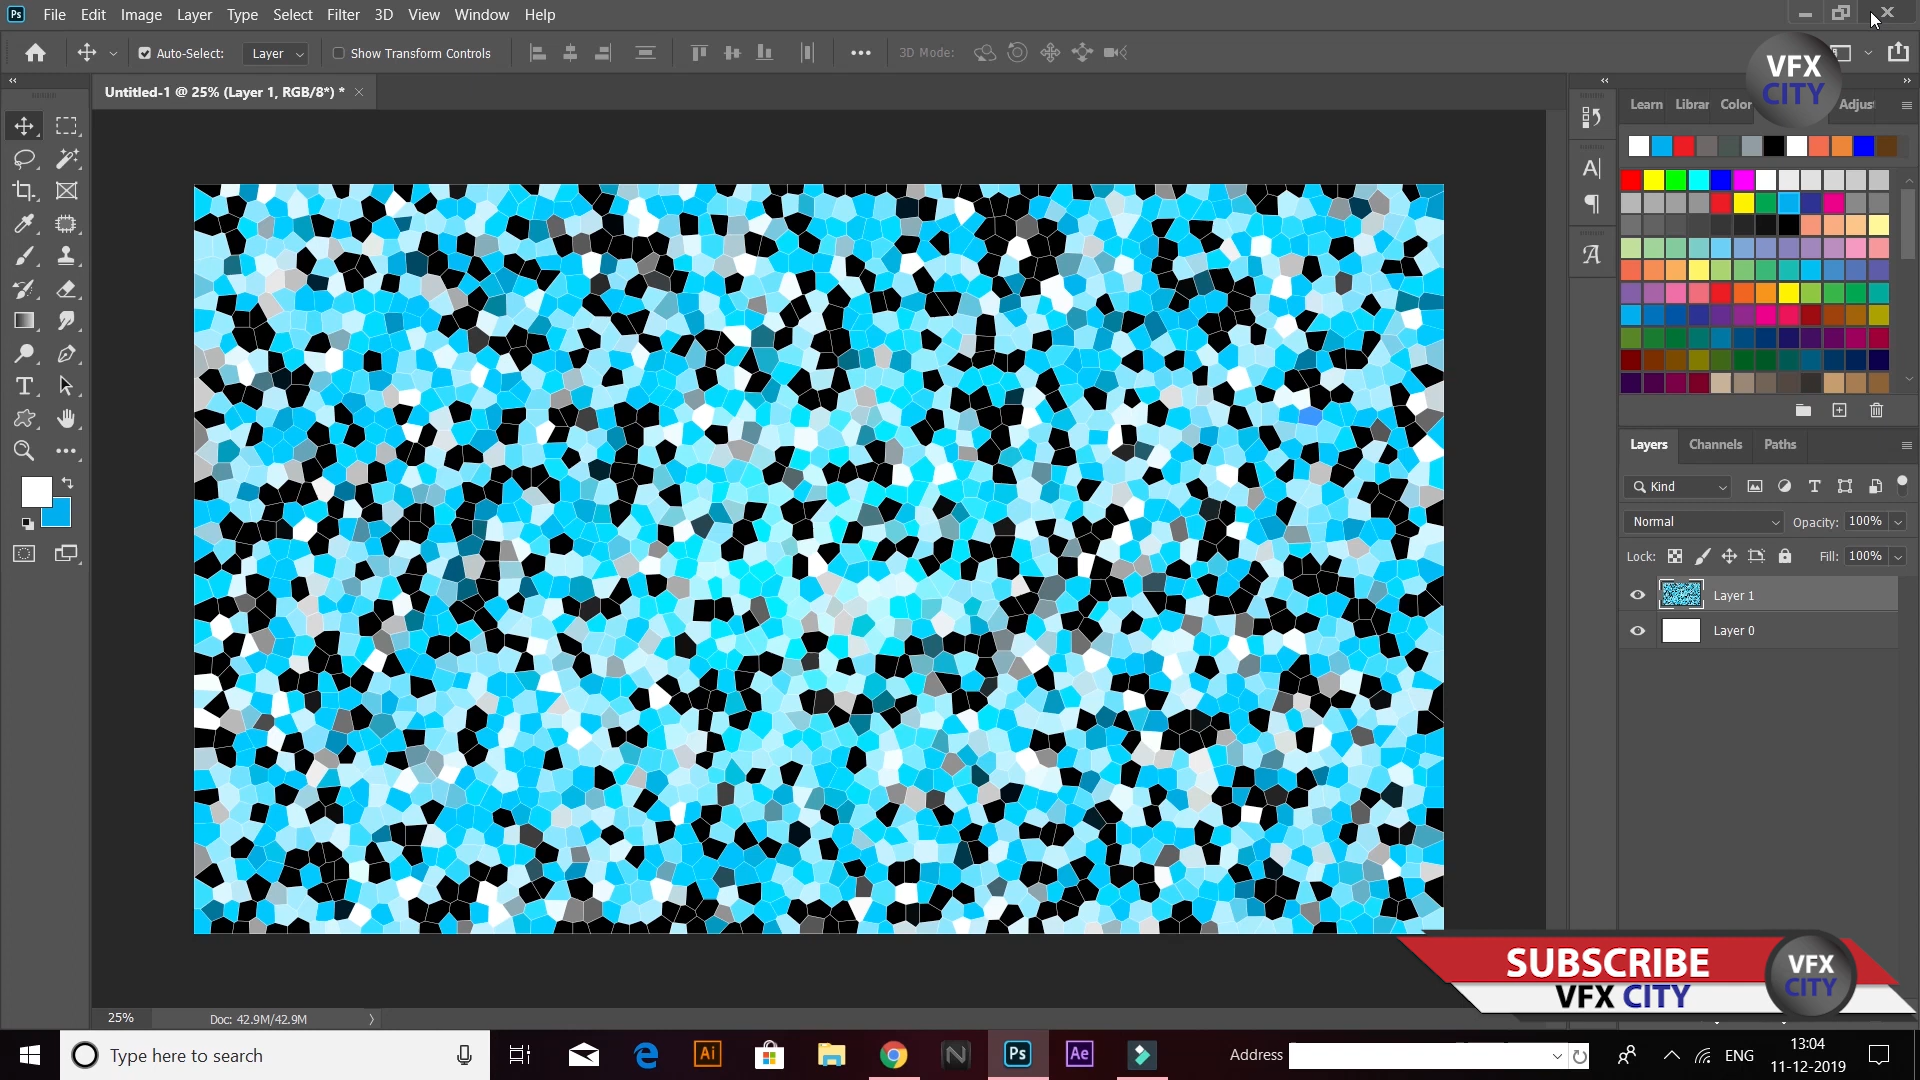 Ps File Edit Image Layer Type Select Filter 3D View Window Help
Auto-Select: Layer Show Transform Controls 3D Mode:
VFX
CITY
Untitled-1 @ 25% (Layer 1, RGB/8*) *
Learn Librar Color Adjus
Layers Channels Paths
Kind
Normal Opacity: 100%
Lock: Fill: 100%
Layer 1
Layer 0
SUBSCRIBE
VFX CITY
VFX
CITY
25% Doc: 42.9M/42.9M
Type here to search Ai Ps Ae Address ENG
13:04
11-12-2019